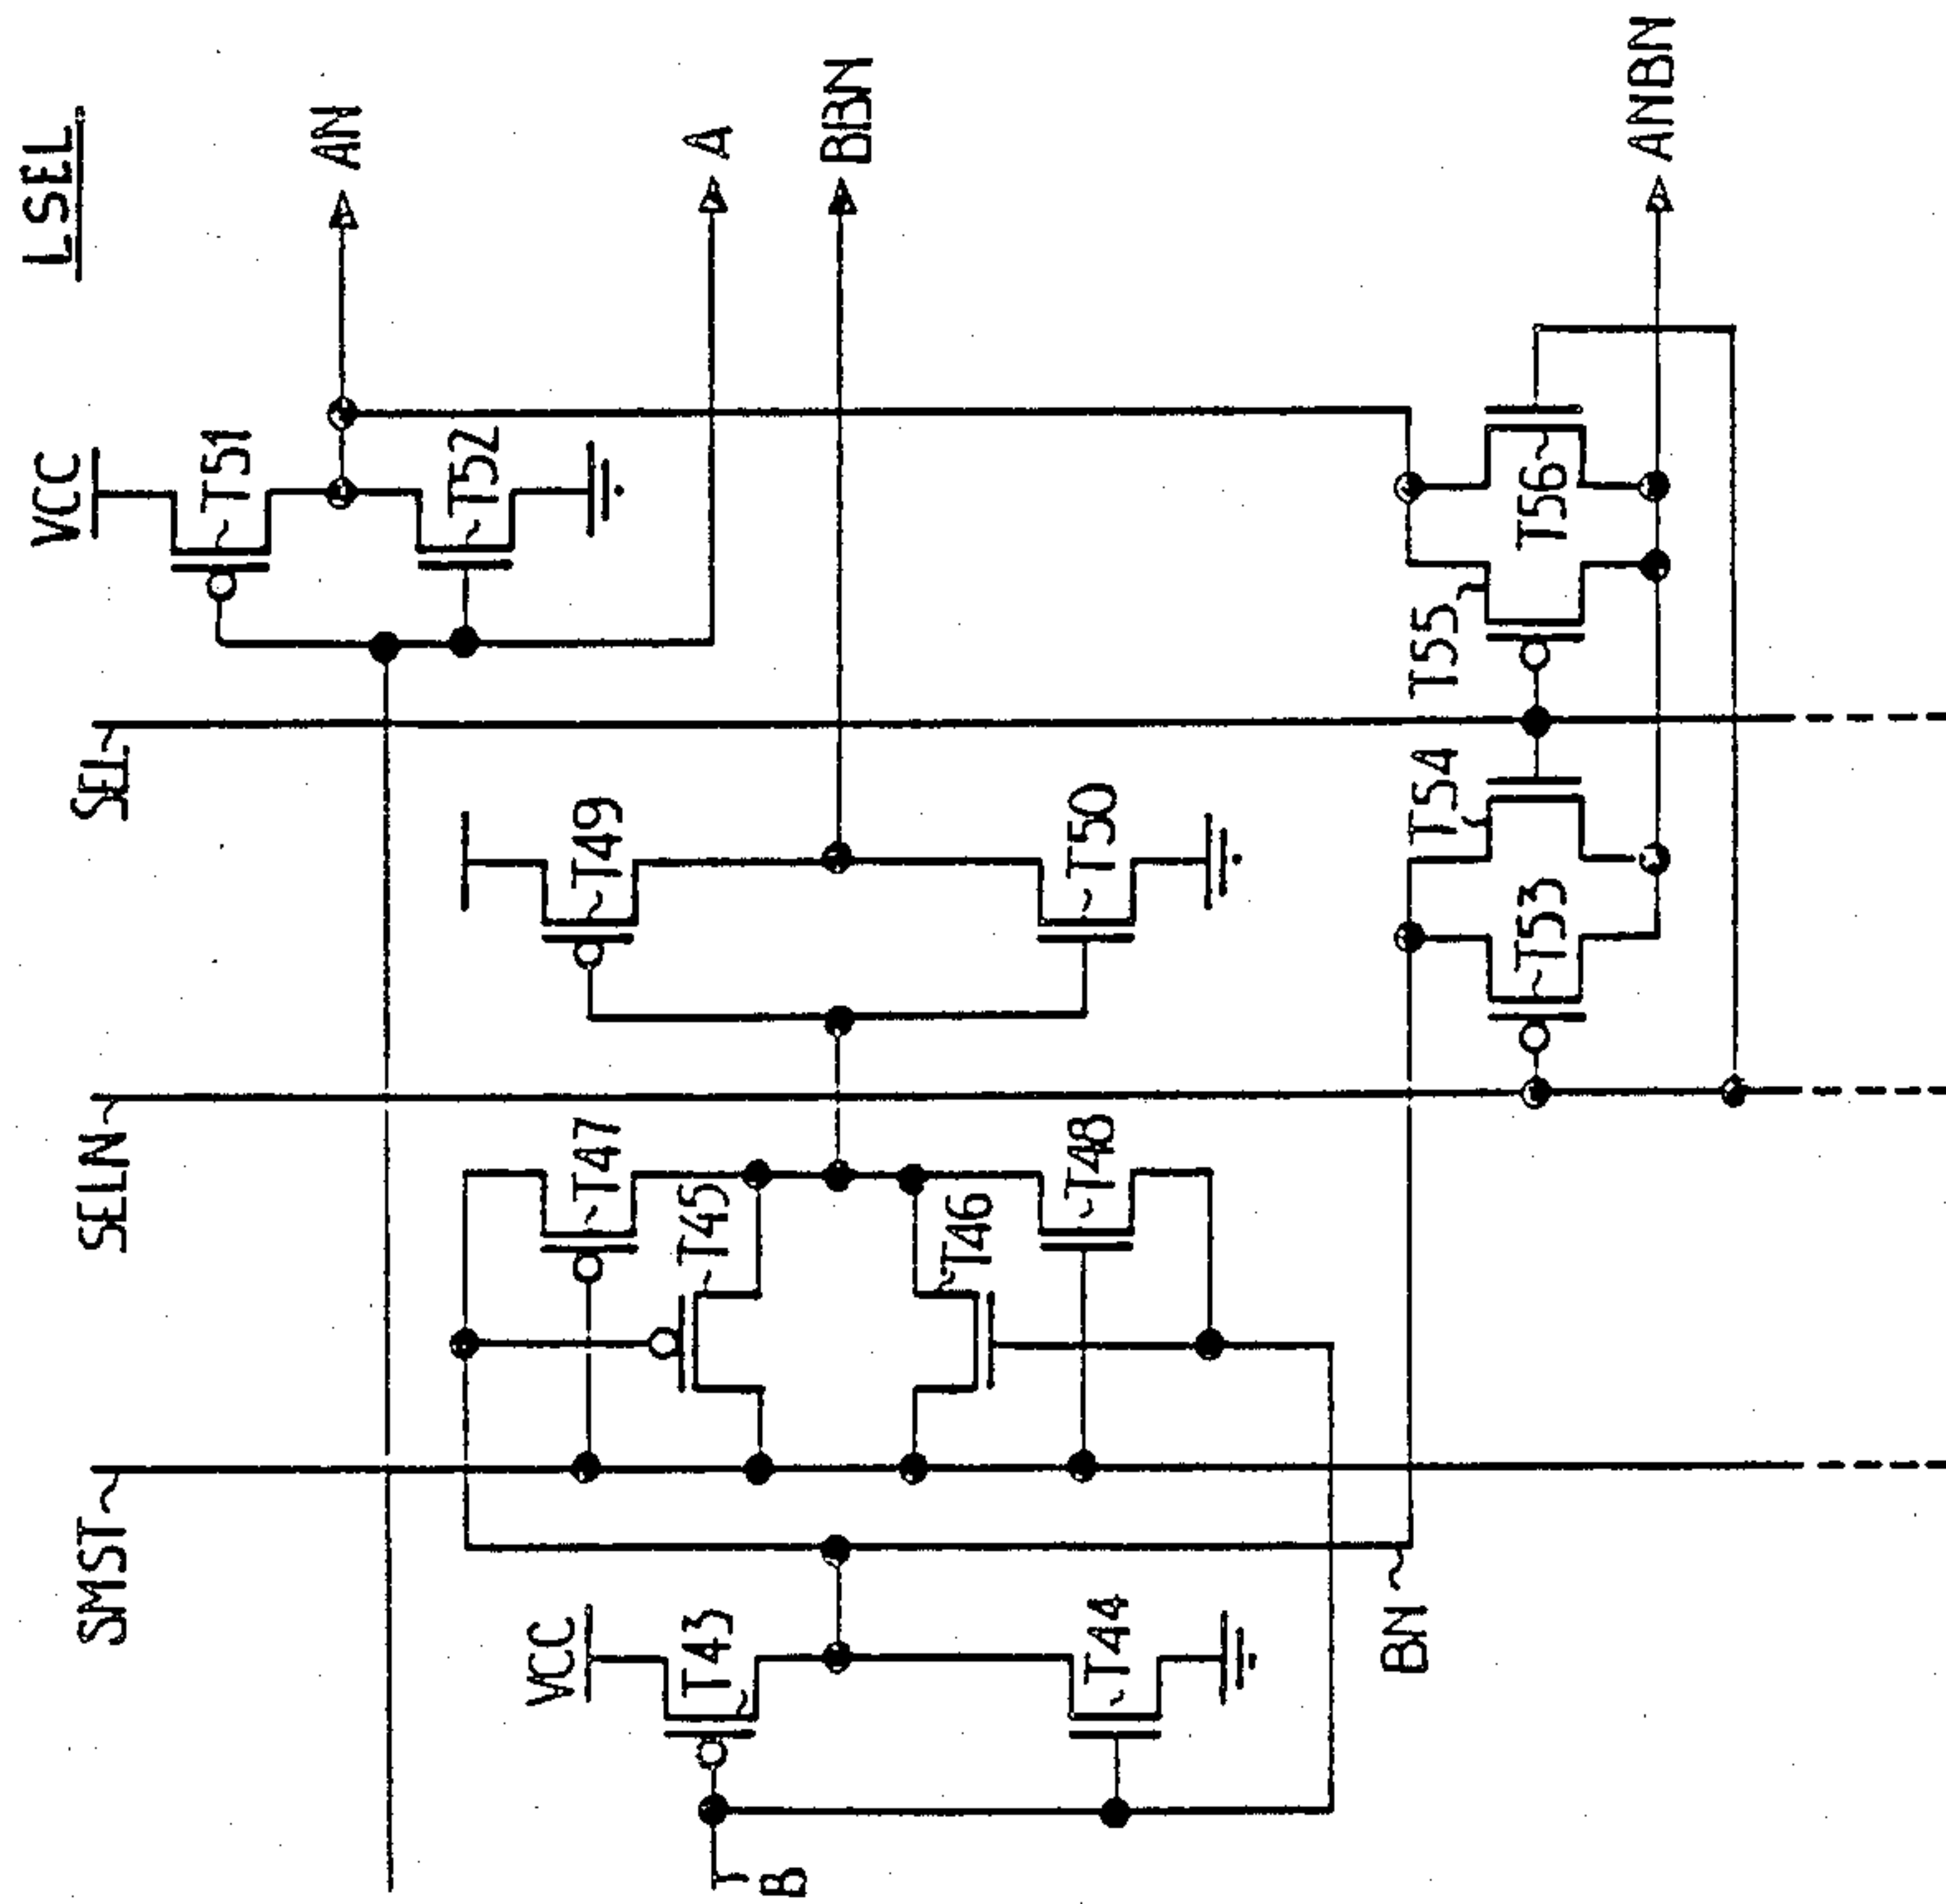 LSEL
AN
A
BBN
ANBN
VCC
T51
T52
T56
T55
SEL
T54
T49
T50
T53
SELN
T47
T45
T46
T48
SMST
VCC
T43
T44
BN
B